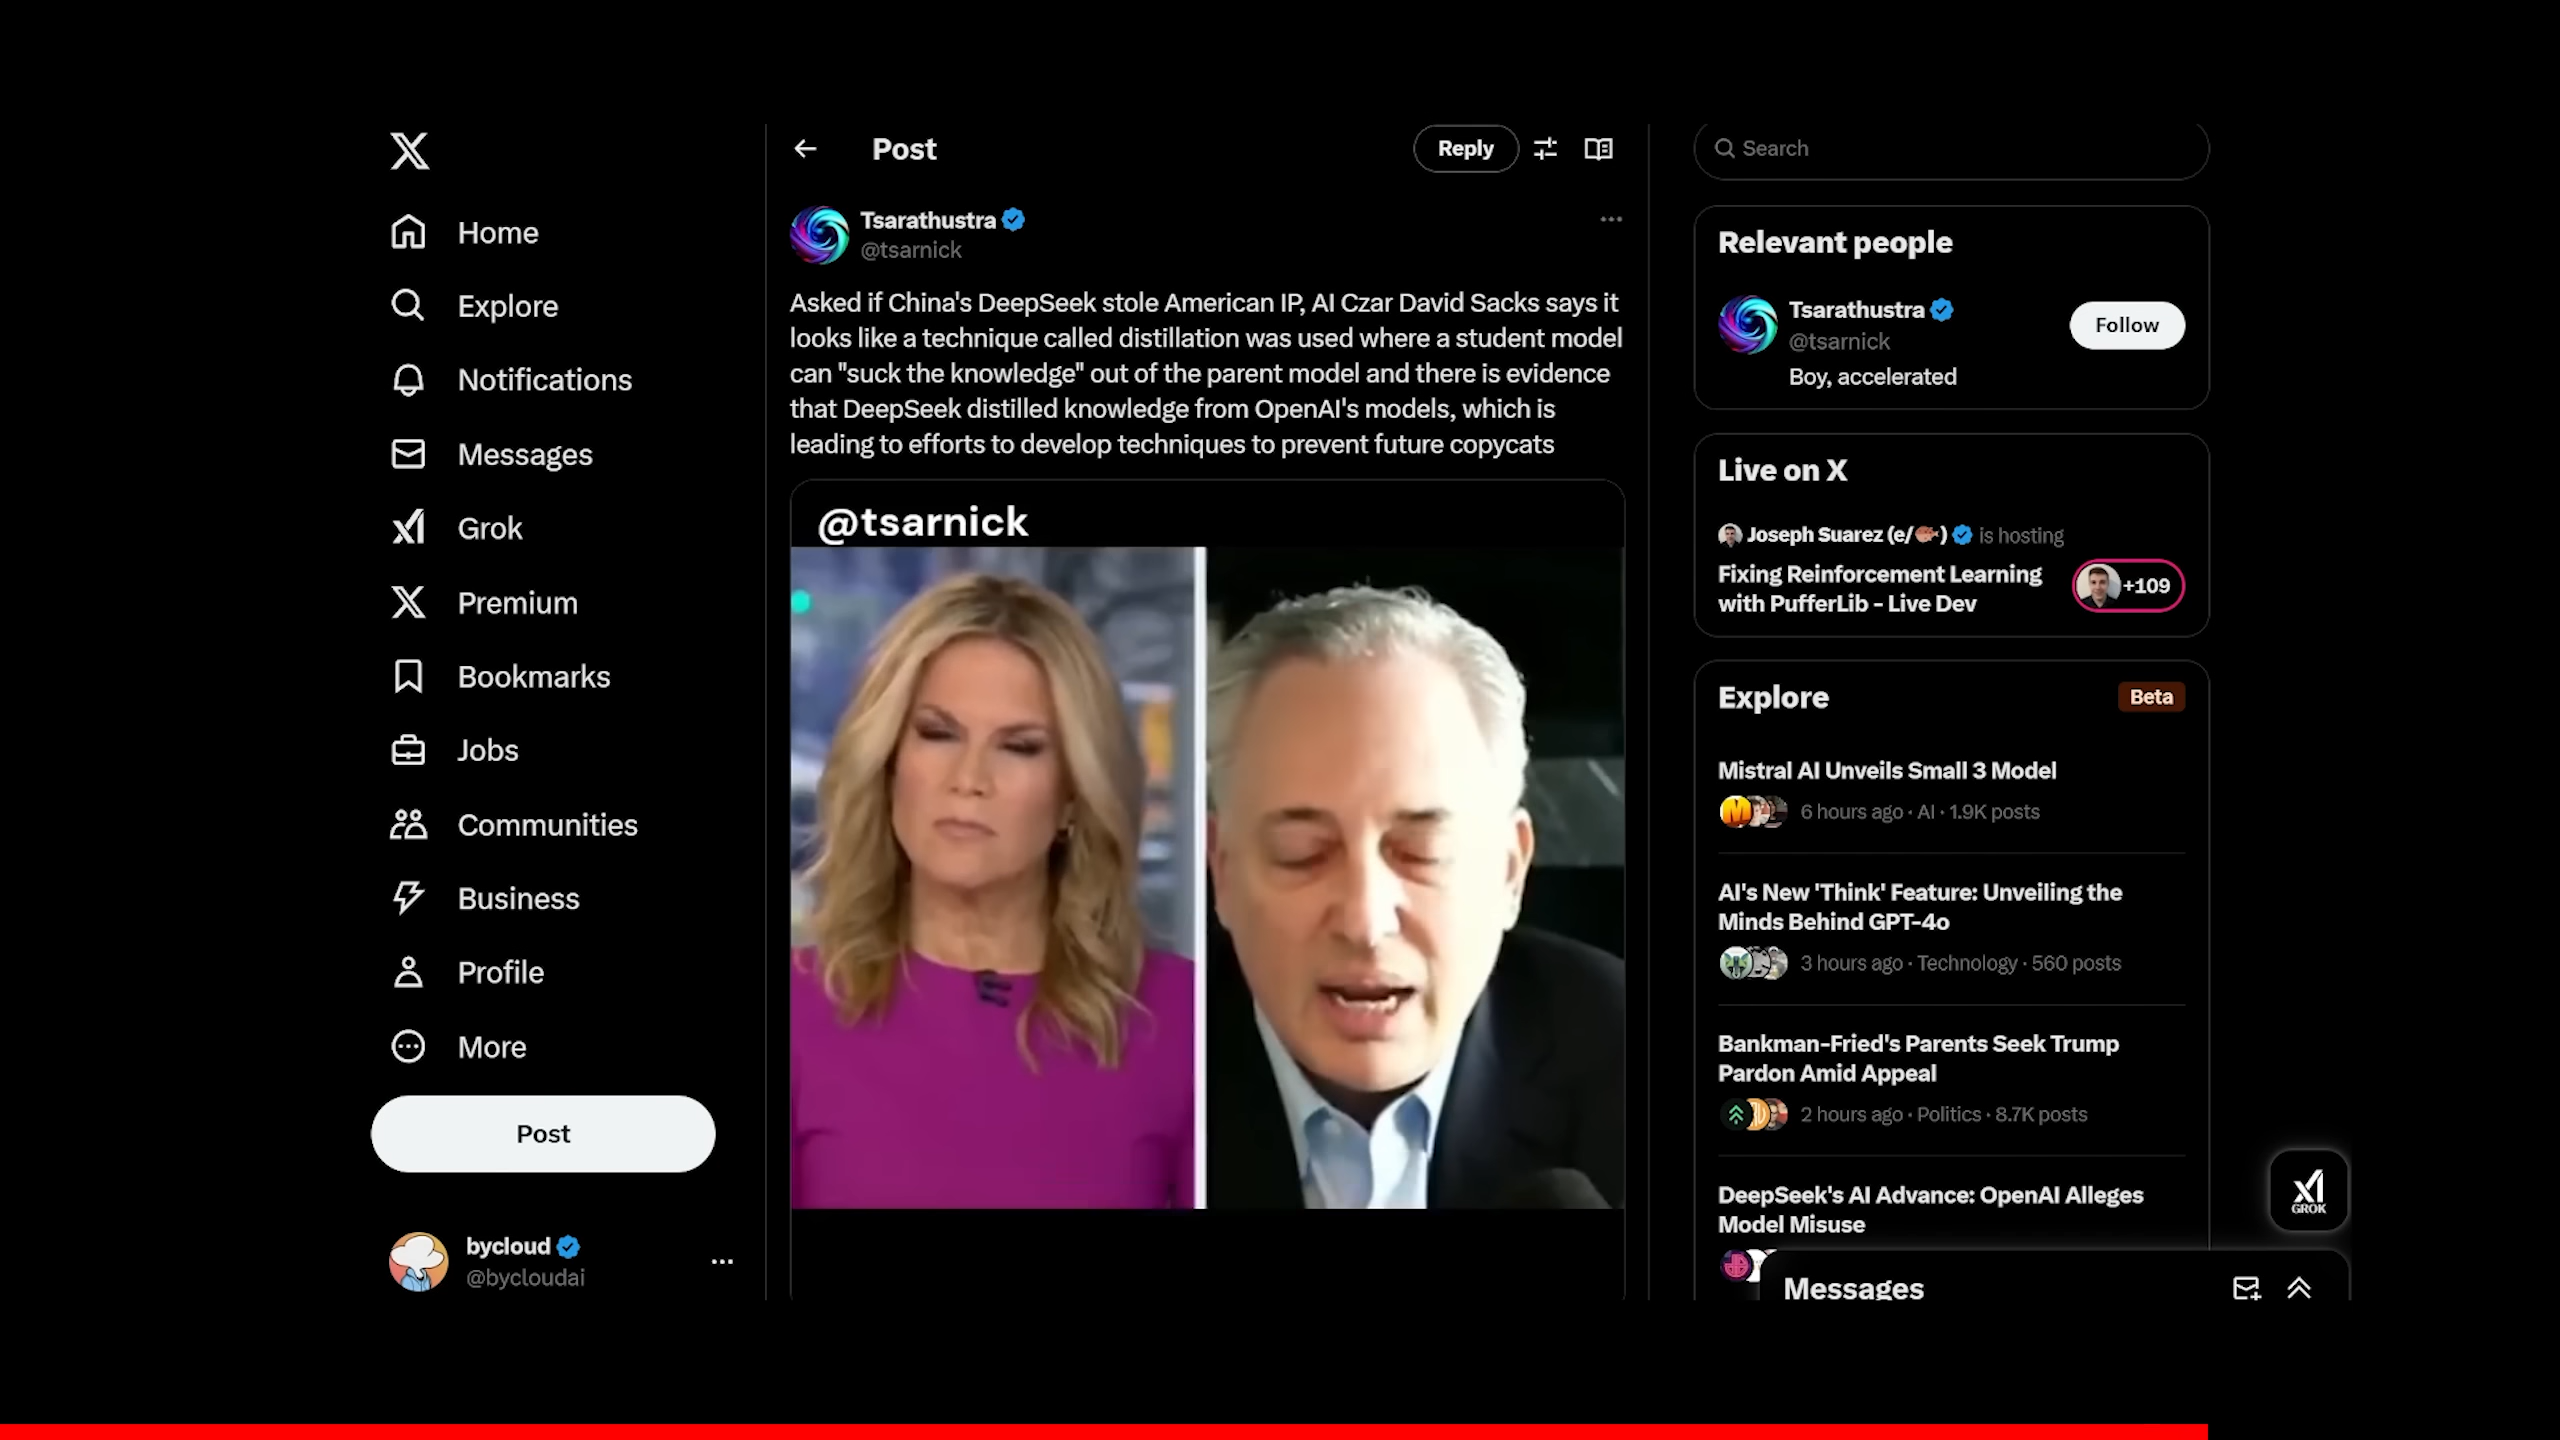 Home
Explore
Notifications
Messages
Grok
Premium
Bookmarks
Jobs
Communities
Business
Profile
More
Post
bycloud
@bycloudai
Post
Reply
Tsarathustra
@tsarnick
Asked if China's DeepSeek stole American IP, AI Czar David Sacks says it
looks like a technique called distillation was used where a student model
can "suck the knowledge" out of the parent model and there is evidence
that DeepSeek distilled knowledge from OpenAI's models, which is
leading to efforts to develop techniques to prevent future copycats
@tsarnick
Search
Relevant people
Tsarathustra
@tsarnick
Follow
Boy, accelerated
Live on X
Joseph Suarez (e/🐡) is hosting
Fixing Reinforcement Learning
with PufferLib - Live Dev
+109
Explore
Beta
Mistral AI Unveils Small 3 Model
6 hours ago · AI · 1.9K posts
AI's New 'Think' Feature: Unveiling the
Minds Behind GPT-4o
3 hours ago · Technology · 560 posts
Bankman-Fried's Parents Seek Trump
Pardon Amid Appeal
2 hours ago · Politics · 8.7K posts
DeepSeek's AI Advance: OpenAI Alleges
Model Misuse
GROK
Messages